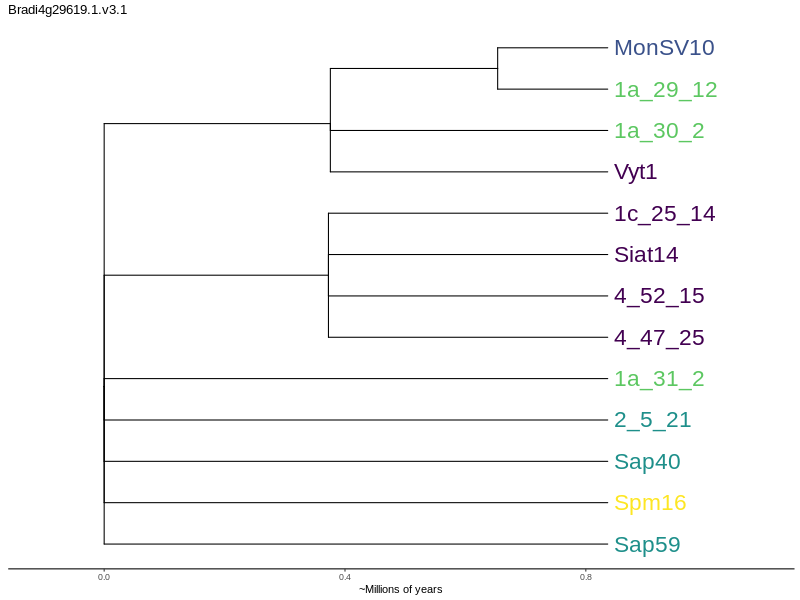 Bradi4g29619.1.v3.1
MonSV10
1a_29_12
1a_30_2
Vyt1
1c_25_14
Siat14
4_52_15
4_47_25
1a_31_2
2_5_21
Sap40
Spm16
Sap59
0.0 0.4 0.8
~Millions of years